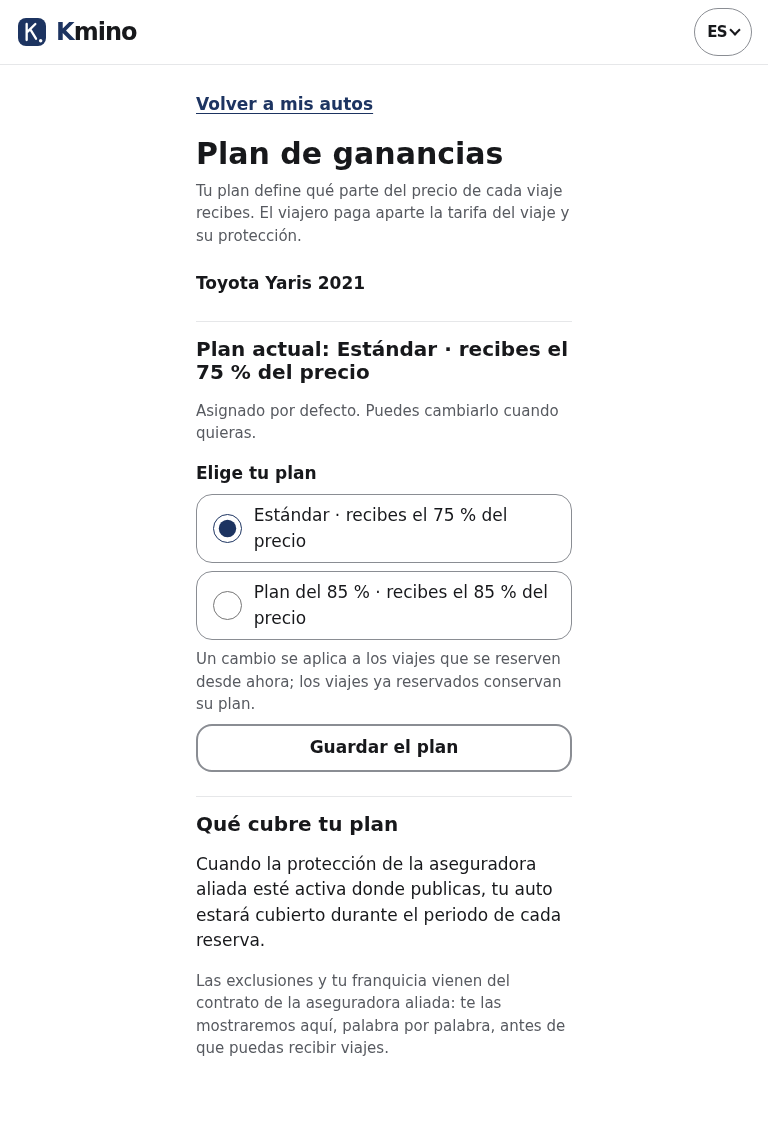 K. Kmino
ES
Volver a mis autos
Plan de ganancias
Tu plan define qué parte del precio de cada viaje
recibes. El viajero paga aparte la tarifa del viaje y
su protección.
Toyota Yaris 2021
Plan actual: Estándar · recibes el
75 % del precio
Asignado por defecto. Puedes cambiarlo cuando
quieras.
Elige tu plan
Estándar · recibes el 75 % del
precio
Plan del 85 % · recibes el 85 % del
precio
Un cambio se aplica a los viajes que se reserven
desde ahora; los viajes ya reservados conservan
su plan.
Guardar el plan
Qué cubre tu plan
Cuando la protección de la aseguradora
aliada esté activa donde publicas, tu auto
estará cubierto durante el periodo de cada
reserva.
Las exclusiones y tu franquicia vienen del
contrato de la aseguradora aliada: te las
mostraremos aquí, palabra por palabra, antes de
que puedas recibir viajes.